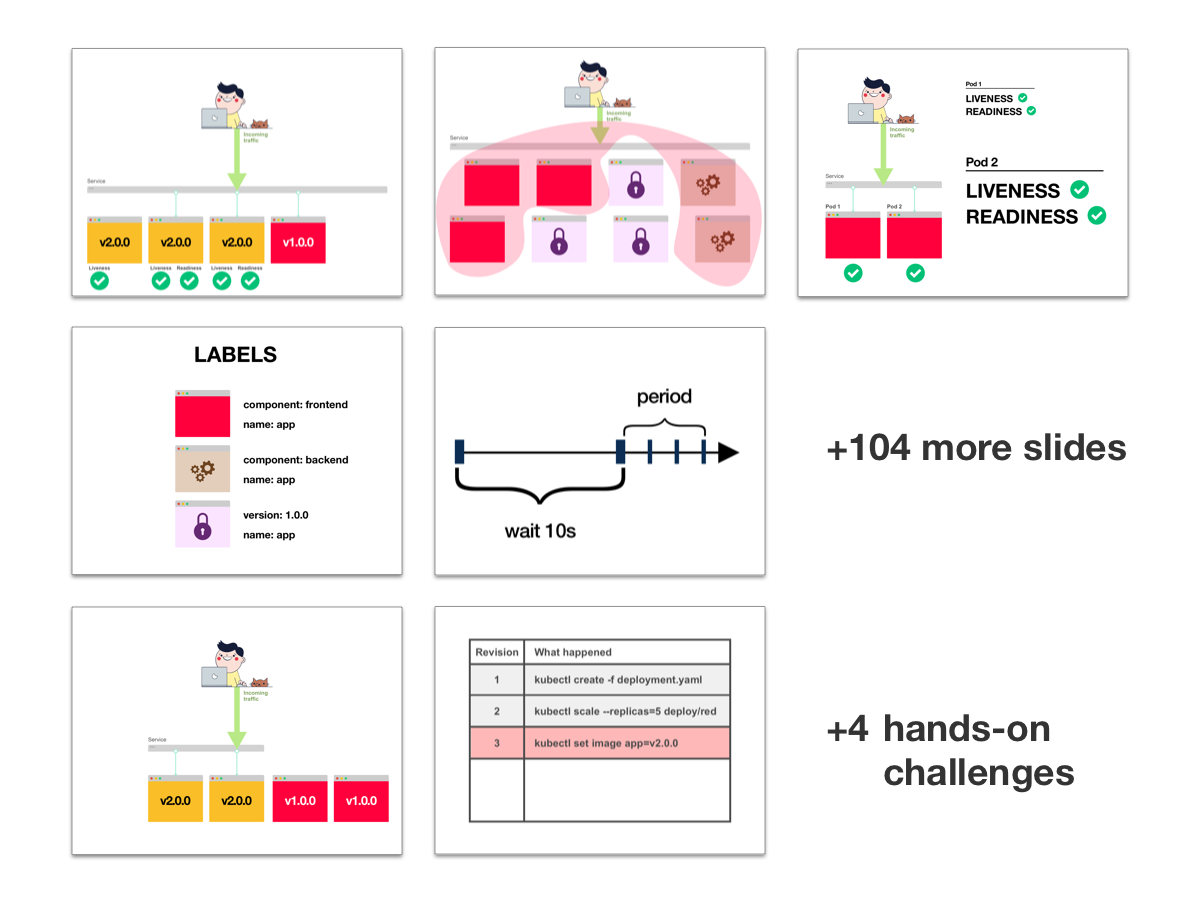 Incoming
traffic
Service
v2.0.0
v2.0.0
v2.0.0
v1.0.0
Liveness
Liveness
Readiness
Liveness
Readiness
Incoming
traffic
Service
Incoming
traffic
Service
Pod 1
Pod 2
Pod 1
LIVENESS
READINESS
Pod 2
LIVENESS
READINESS
LABELS
component: frontend
name: app
component: backend
name: app
version: 1.0.0
name: app
period
wait 10s
+104 more slides
Incoming
traffic
Service
v2.0.0
v2.0.0
v1.0.0
v1.0.0
Revision What happened
1 kubectl create -f deployment.yaml
2 kubectl scale --replicas=5 deploy/red
3 kubectl set image app=v2.0.0
+4 hands-on
challenges